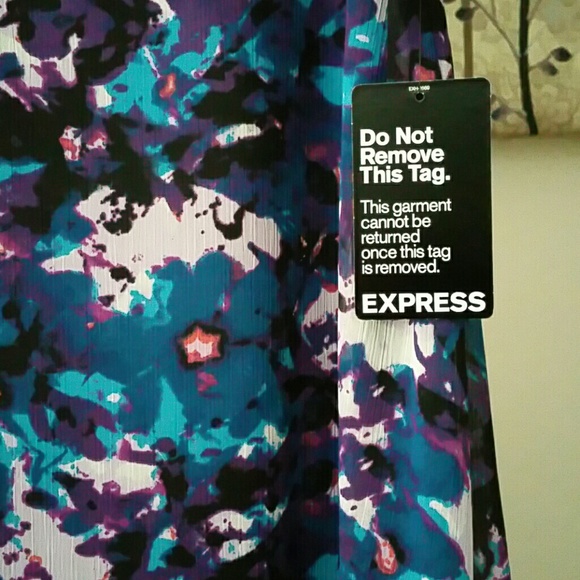 Do Not
Remove
This Tag.
This garment
cannot be
returned
once this tag
is removed.
EXPRESS